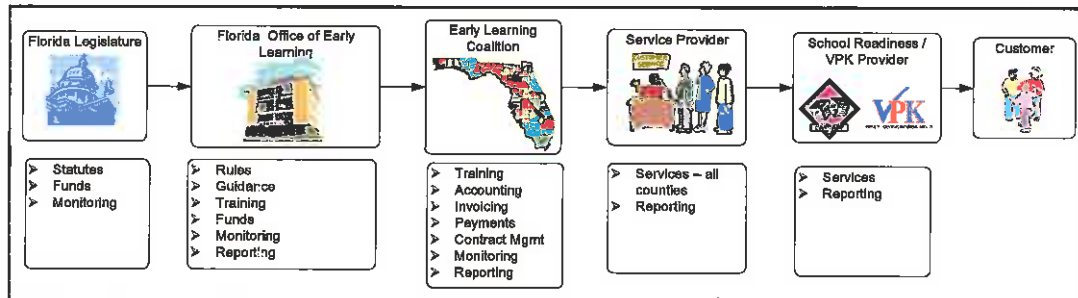 Florida Legislature
Statutes
Funds
Monitoring
Florida Office of Early
Learning
Rules
Guidance
Training
Funds
Monitoring
Reporting
Early Learning
Coalition
Training
Accounting
Invoicing
Payments
Contract Mgmt
Monitoring
Reporting
Service Provider
CUSTOMER
SERVICE
Services – all
counties
Reporting
School Readiness /
VPK Provider
VPK
Services
Reporting
Customer